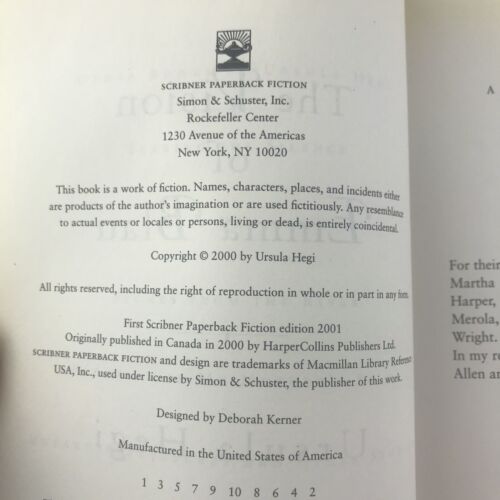 SCRIBNER PAPERBACK FICTION
Simon & Schuster, Inc.
Rockefeller Center
1230 Avenue of the Americas
New York, NY 10020
This book is a work of fiction. Names, characters, places, and incidents either
are products of the author's imagination or are used fictitiously. Any resemblance
to actual events or locales or persons, living or dead, is entirely coincidental.
Copyright © 2000 by Ursula Hegi
All rights reserved, including the right of reproduction in whole or in part in any form.
First Scribner Paperback Fiction edition 2001
Originally published in Canada in 2000 by HarperCollins Publishers Ltd.
SCRIBNER PAPERBACK FICTION and design are trademarks of Macmillan Library Reference
USA, Inc., used under license by Simon & Schuster, the publisher of this work.
Designed by Deborah Kerner
Manufactured in the United States of America
1 3 5 7 9 10 8 6 4 2
A
For their
Martha
Harper,
Merola,
Wright.
In my re
Allen an